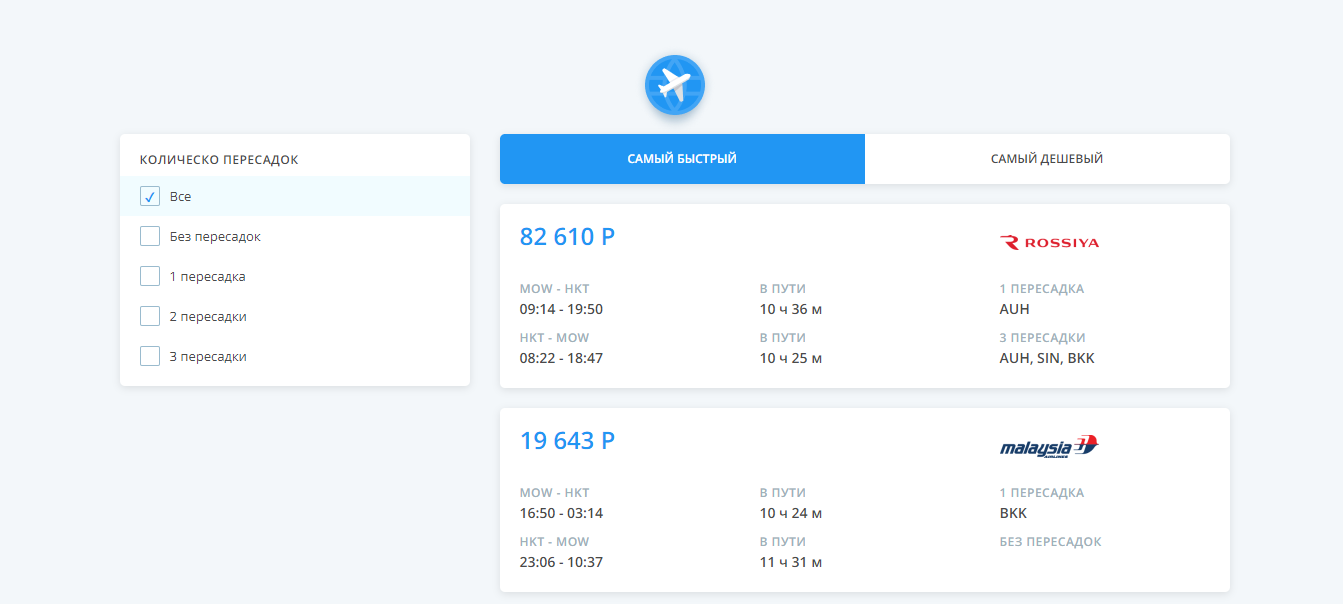 КОЛИЧЕСКО ПЕРЕСАДОК
Все
Без пересадок
1 пересадка
2 пересадки
3 пересадки
САМЫЙ БЫСТРЫЙ
САМЫЙ ДЕШЕВЫЙ
82 610 Р
ROSSIYA
MOW - HKT
В ПУТИ
1 ПЕРЕСАДКА
09:14 - 19:50
10 ч 36 м
AUH
HKT - MOW
В ПУТИ
3 ПЕРЕСАДКИ
08:22 - 18:47
10 ч 25 м
AUH, SIN, BKK
19 643 Р
malaysia
AIRLINES
MOW - HKT
В ПУТИ
1 ПЕРЕСАДКА
16:50 - 03:14
10 ч 24 м
BKK
HKT - MOW
В ПУТИ
БЕЗ ПЕРЕСАДОК
23:06 - 10:37
11 ч 31 м